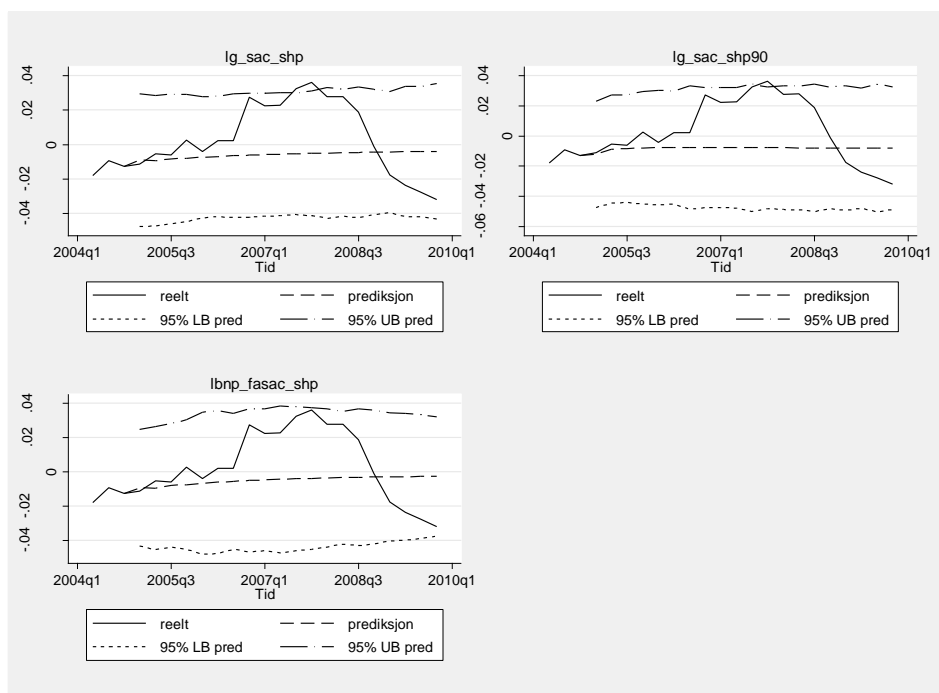 lg_sac_shp
.04
.02
0
-.02
-.04
2004q1 2005q3 2007q1 2008q3 2010q1
Tid
reelt prediksjon
95% LB pred 95% UB pred
lg_sac_shp90
.04
.02
0
-.02
-.04
-.06
2004q1 2005q3 2007q1 2008q3 2010q1
Tid
reelt prediksjon
95% LB pred 95% UB pred
lbnp_fasac_shp
.04
.02
0
-.02
-.04
2004q1 2005q3 2007q1 2008q3 2010q1
Tid
reelt prediksjon
95% LB pred 95% UB pred